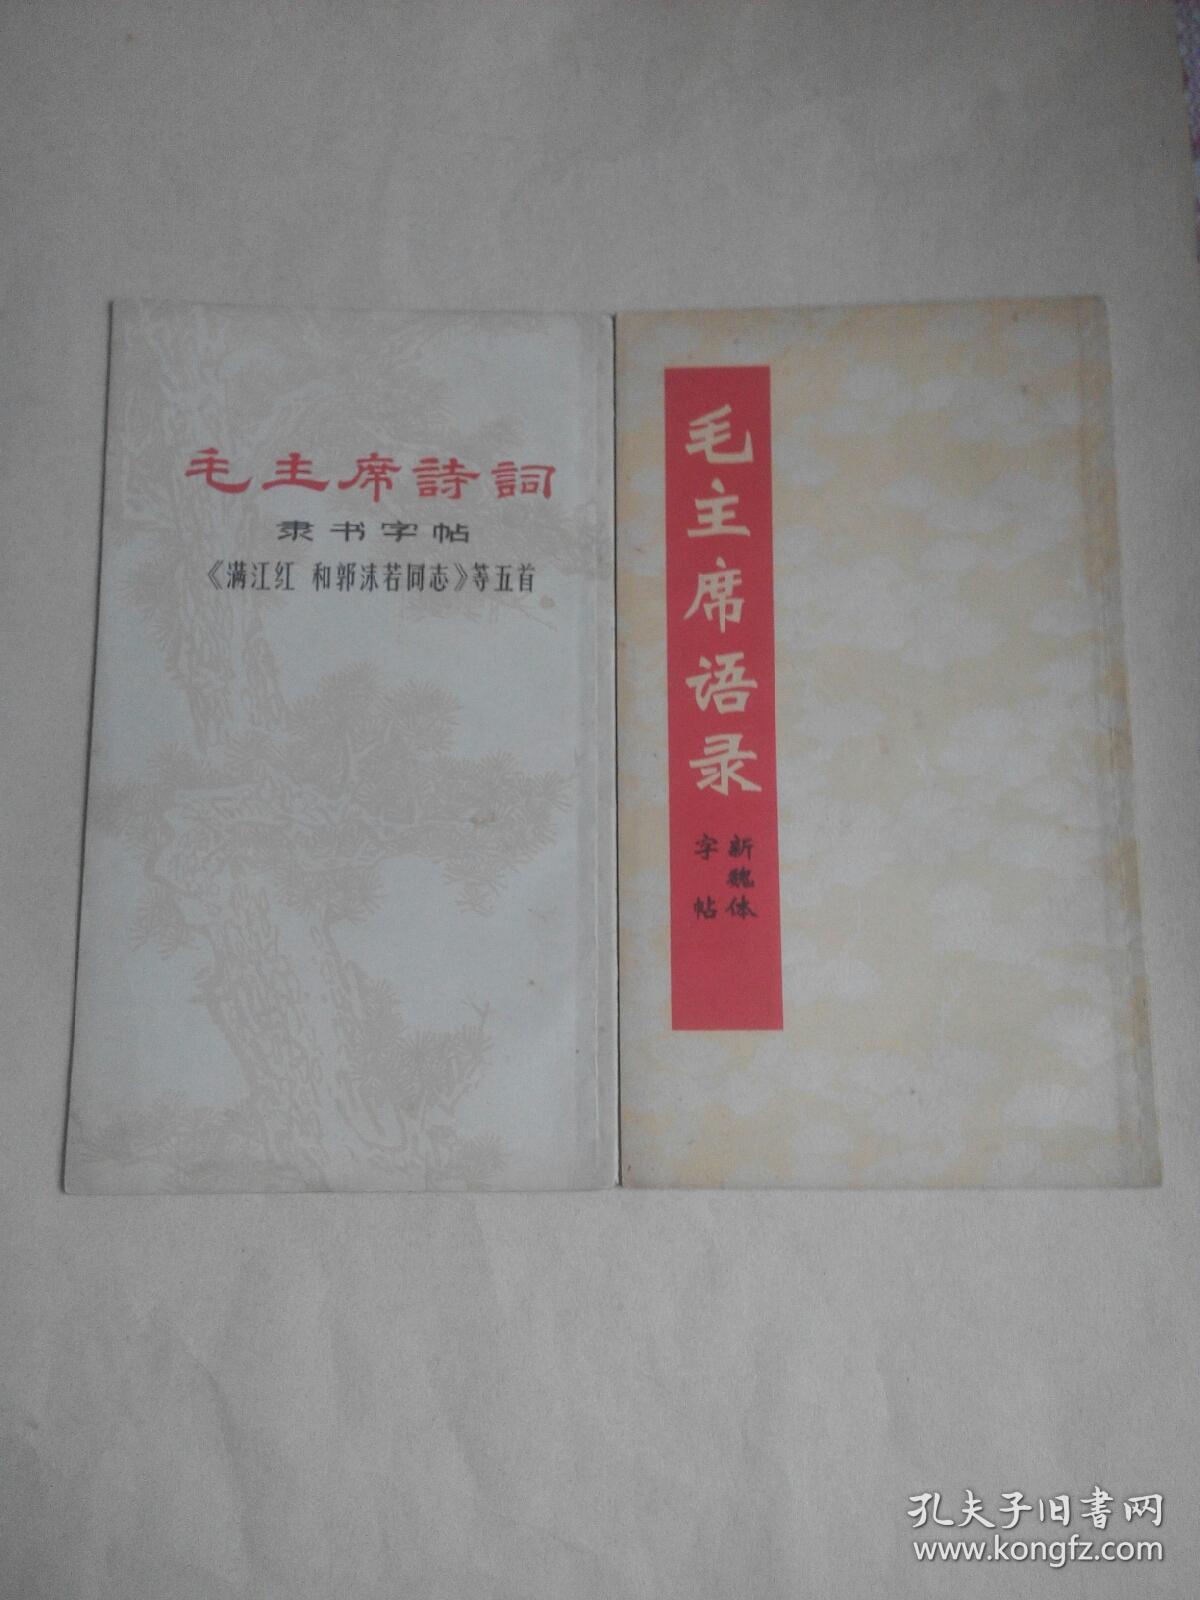 毛主席詩詞
隶书字帖
《满江红 和郭沫若同志》等五首
毛主席语录
新魏体
字帖
孔夫子旧书网
www.kongfz.com